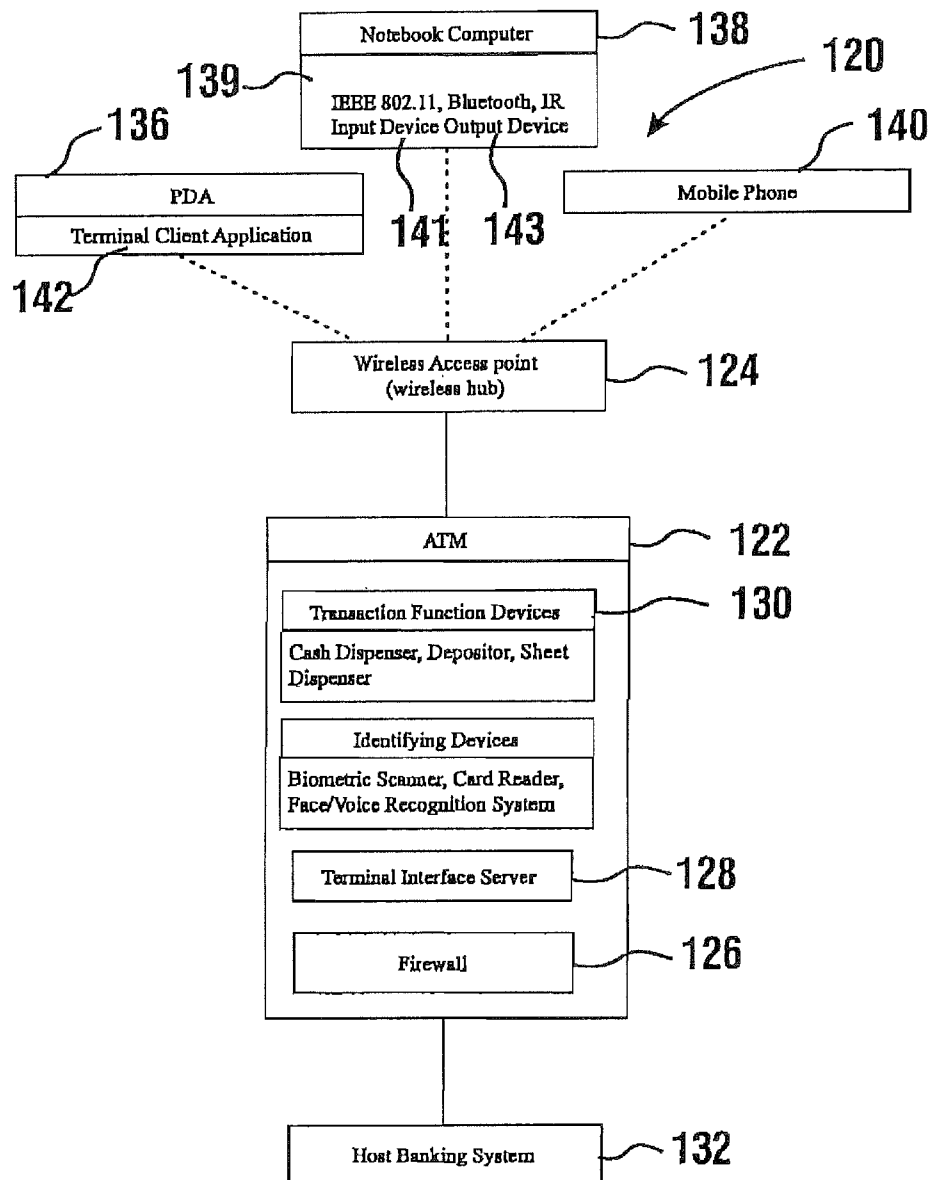 Notebook Computer
138
139
120
IEEE 802.11, Bluetooth, IR
Input Device Output Device
136
140
PDA
Mobile Phone
141
143
Terminal Client Application
142
Wireless Access point
(wireless hub)
124
ATM
122
Transaction Function Devices
130
Cash Dispenser, Depositor, Sheet
Dispenser
Identifying Devices
Biometric Scanner, Card Reader,
Face/Voice Recognition System
Terminal Interface Server
128
Firewall
126
Host Banking System
132